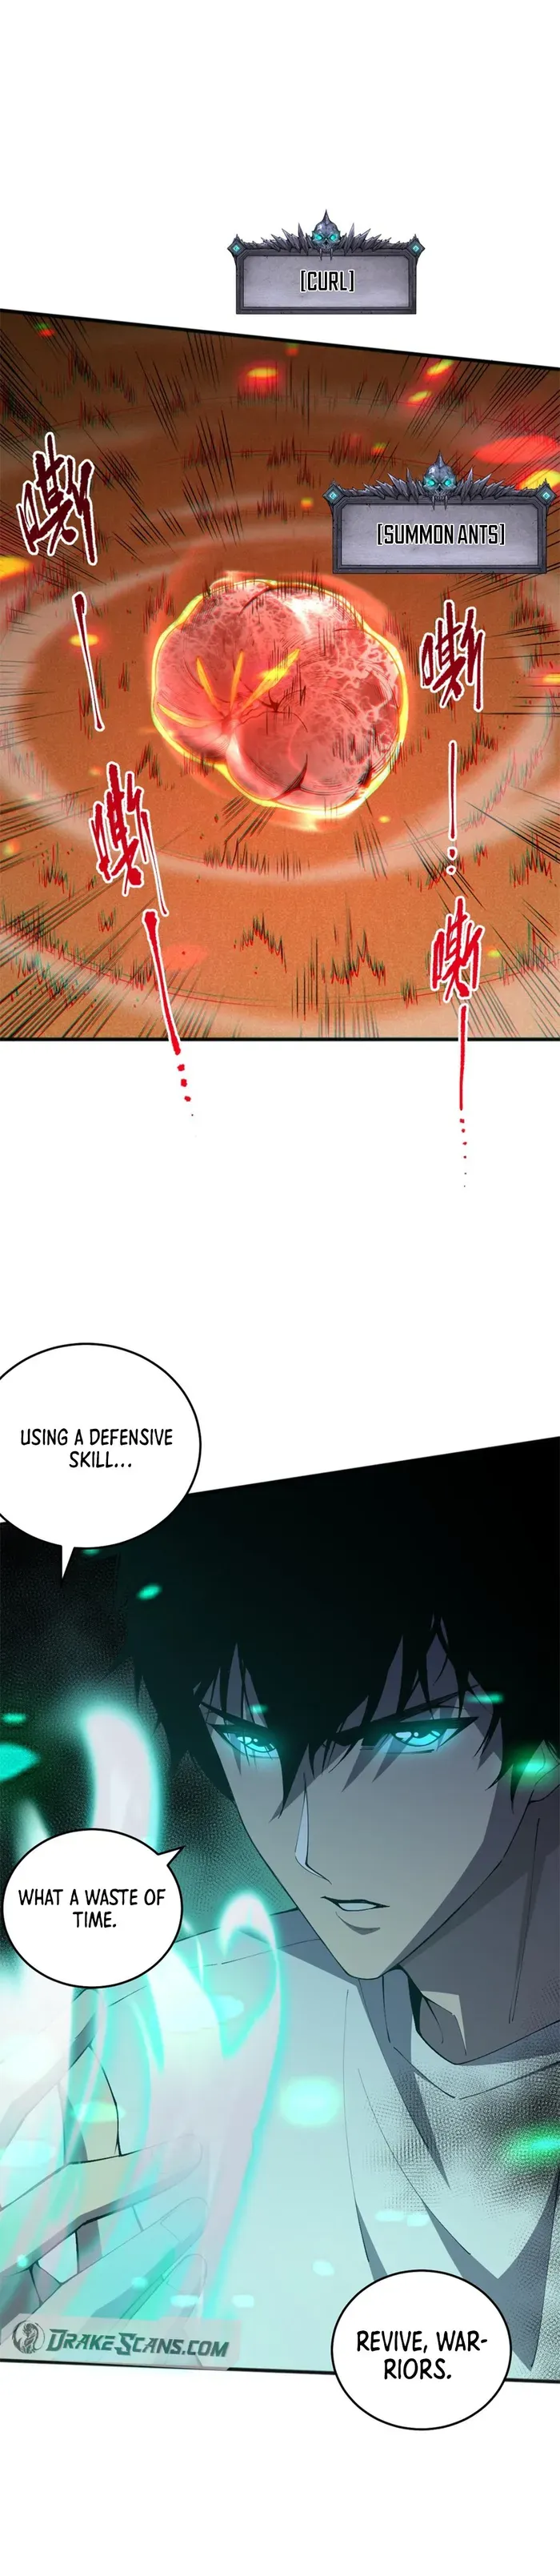 [CURL]
[SUMMON ANTS]
嘶
嘶
嘶
嘶
USING A DEFENSIVE
SKILL...
WHAT A WASTE OF
TIME.
REVIVE, WAR-
RIORS.
DRAKESCANS.COM